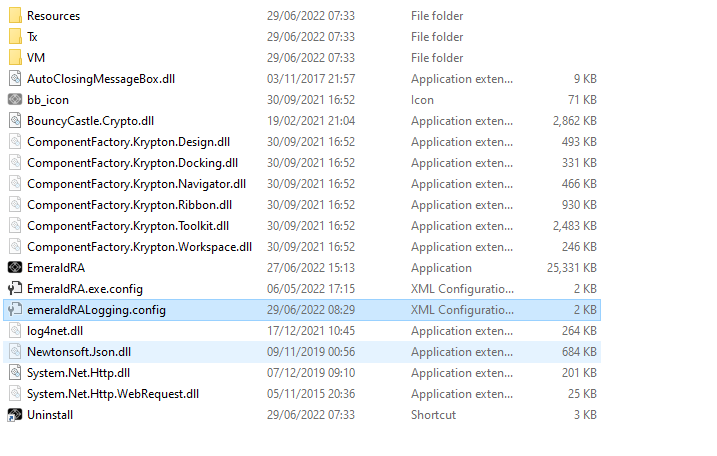 Resources 29/06/2022 07:33 File folder
Tx 29/06/2022 07:33 File folder
VM 29/06/2022 07:33 File folder
AutoClosingMessageBox.dll 03/11/2017 21:57 Application exten... 9 KB
bb_icon 30/09/2021 16:52 Icon 71 KB
BouncyCastle.Crypto.dll 19/02/2021 21:04 Application exten... 2,862 KB
ComponentFactory.Krypton.Design.dll 30/09/2021 16:52 Application exten... 493 KB
ComponentFactory.Krypton.Docking.dll 30/09/2021 16:52 Application exten... 331 KB
ComponentFactory.Krypton.Navigator.dll 30/09/2021 16:52 Application exten... 466 KB
ComponentFactory.Krypton.Ribbon.dll 30/09/2021 16:52 Application exten... 930 KB
ComponentFactory.Krypton.Toolkit.dll 30/09/2021 16:52 Application exten... 2,483 KB
ComponentFactory.Krypton.Workspace.dll 30/09/2021 16:52 Application exten... 246 KB
EmeraldRA 27/06/2022 15:13 Application 25,331 KB
EmeraldRA.exe.config 06/05/2022 17:15 XML Configuratio... 2 KB
emeraldRALogging.config 29/06/2022 08:29 XML Configuratio... 2 KB
log4net.dll 17/12/2021 10:45 Application exten... 264 KB
Newtonsoft.Json.dll 09/11/2019 00:56 Application exten... 684 KB
System.Net.Http.dll 07/12/2019 09:10 Application exten... 201 KB
System.Net.Http.WebRequest.dll 05/11/2015 20:36 Application exten... 25 KB
Uninstall 29/06/2022 07:33 Shortcut 3 KB